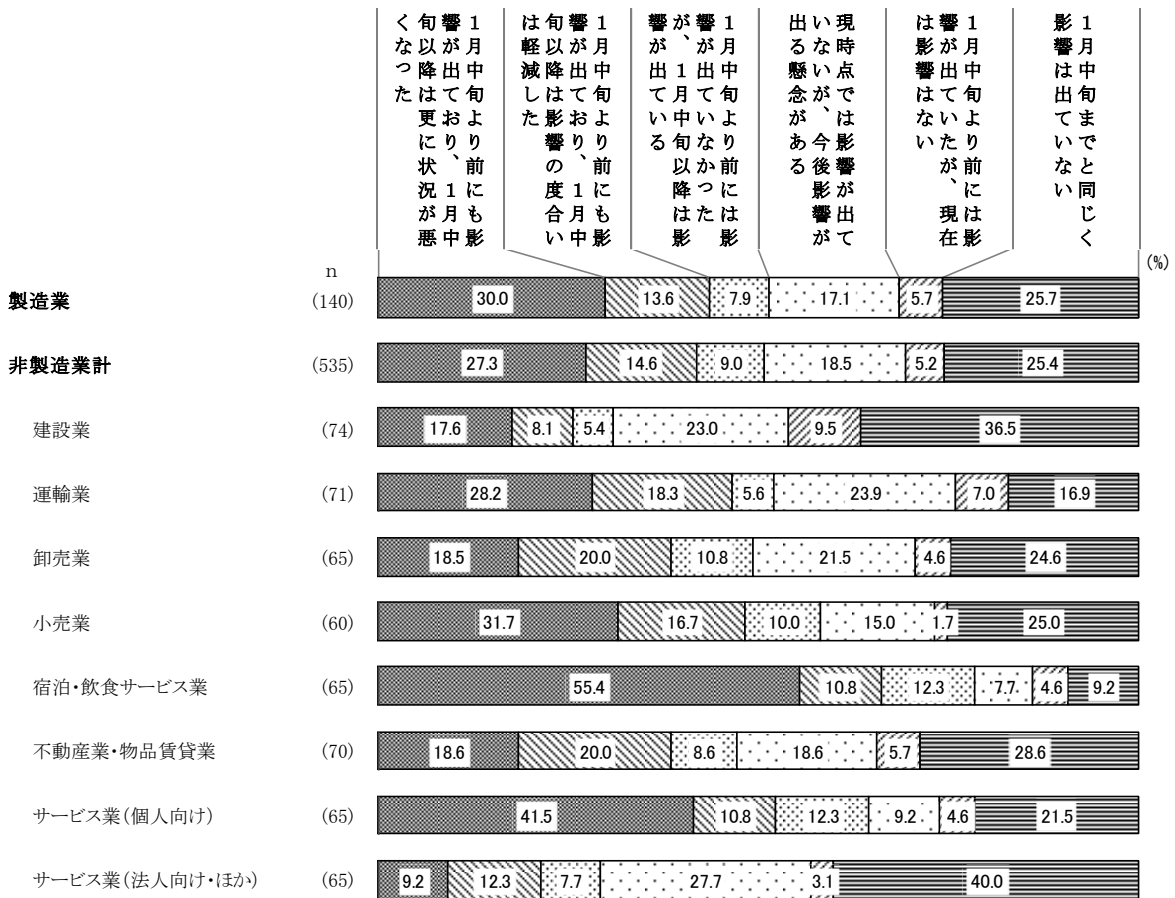 １月中旬より前にも影
響が出ており、１月中
旬以降は更に状況が悪
くなった
１月中旬より前にも影
響が出ており、１月中
旬以降は影響の度合い
は軽減した
１月中旬より前には影
響が出ていなかった
が、１月中旬以降は影
響が出ている
現時点では影響が出て
いないが、今後影響が
出る懸念がある
１月中旬より前には影
響が出ていたが、現在
は影響はない
１月中旬までと同じく
影響は出ていない
(%)
n
製造業 (140) 30.0 13.6 7.9 17.1 5.7 25.7
非製造業計 (535) 27.3 14.6 9.0 18.5 5.2 25.4
建設業 (74) 17.6 8.1 5.4 23.0 9.5 36.5
運輸業 (71) 28.2 18.3 5.6 23.9 7.0 16.9
卸売業 (65) 18.5 20.0 10.8 21.5 4.6 24.6
小売業 (60) 31.7 16.7 10.0 15.0 1.7 25.0
宿泊・飲食サービス業 (65) 55.4 10.8 12.3 7.7 4.6 9.2
不動産業・物品賃貸業 (70) 18.6 20.0 8.6 18.6 5.7 28.6
サービス業（個人向け） (65) 41.5 10.8 12.3 9.2 4.6 21.5
サービス業（法人向け・ほか） (65) 9.2 12.3 7.7 27.7 3.1 40.0